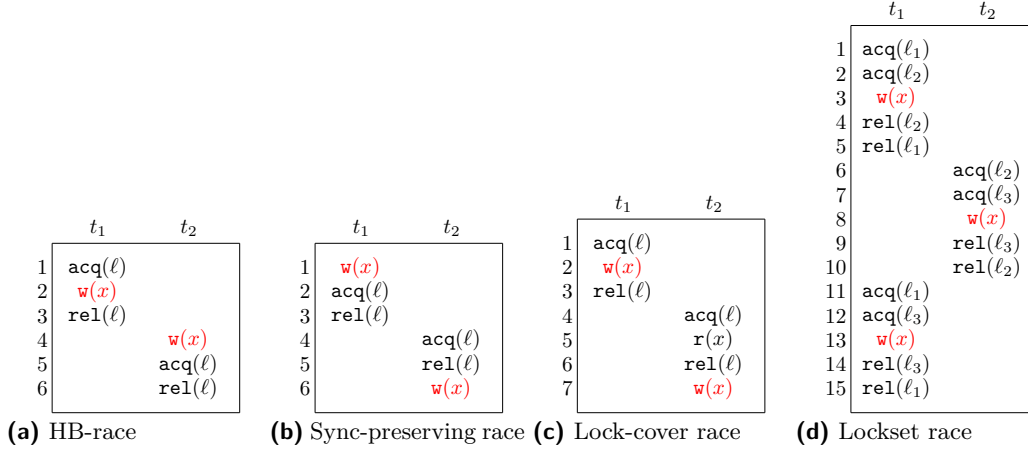 t₁ t₂
1 acq(ℓ)
2 w(x)
3 rel(ℓ)
4 w(x)
5 acq(ℓ)
6 rel(ℓ)
(a) HB-race
t₁ t₂
1 w(x)
2 acq(ℓ)
3 rel(ℓ)
4 acq(ℓ)
5 rel(ℓ)
6 w(x)
(b) Sync-preserving race
t₁ t₂
1 acq(ℓ)
2 w(x)
3 rel(ℓ)
4 acq(ℓ)
5 r(x)
6 rel(ℓ)
7 w(x)
(c) Lock-cover race
t₁ t₂
1 acq(ℓ₁)
2 acq(ℓ₂)
3 w(x)
4 rel(ℓ₂)
5 rel(ℓ₁)
6 acq(ℓ₂)
7 acq(ℓ₃)
8 w(x)
9 rel(ℓ₃)
10 rel(ℓ₂)
11 acq(ℓ₁)
12 acq(ℓ₃)
13 w(x)
14 rel(ℓ₃)
15 rel(ℓ₁)
(d) Lockset race